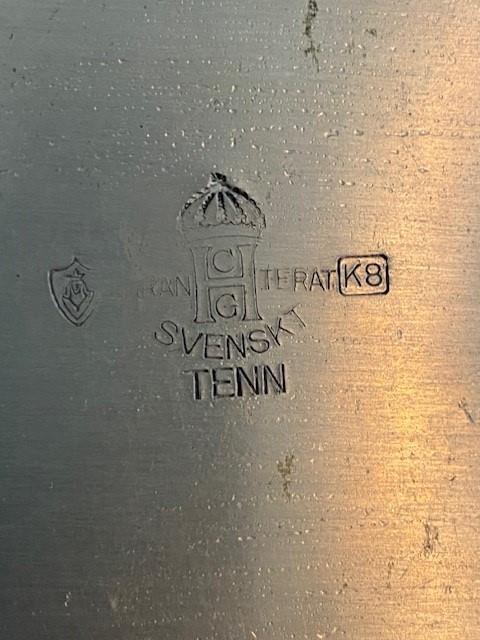 C
RAN H TERAT K8
G
SVENSKT
TENN